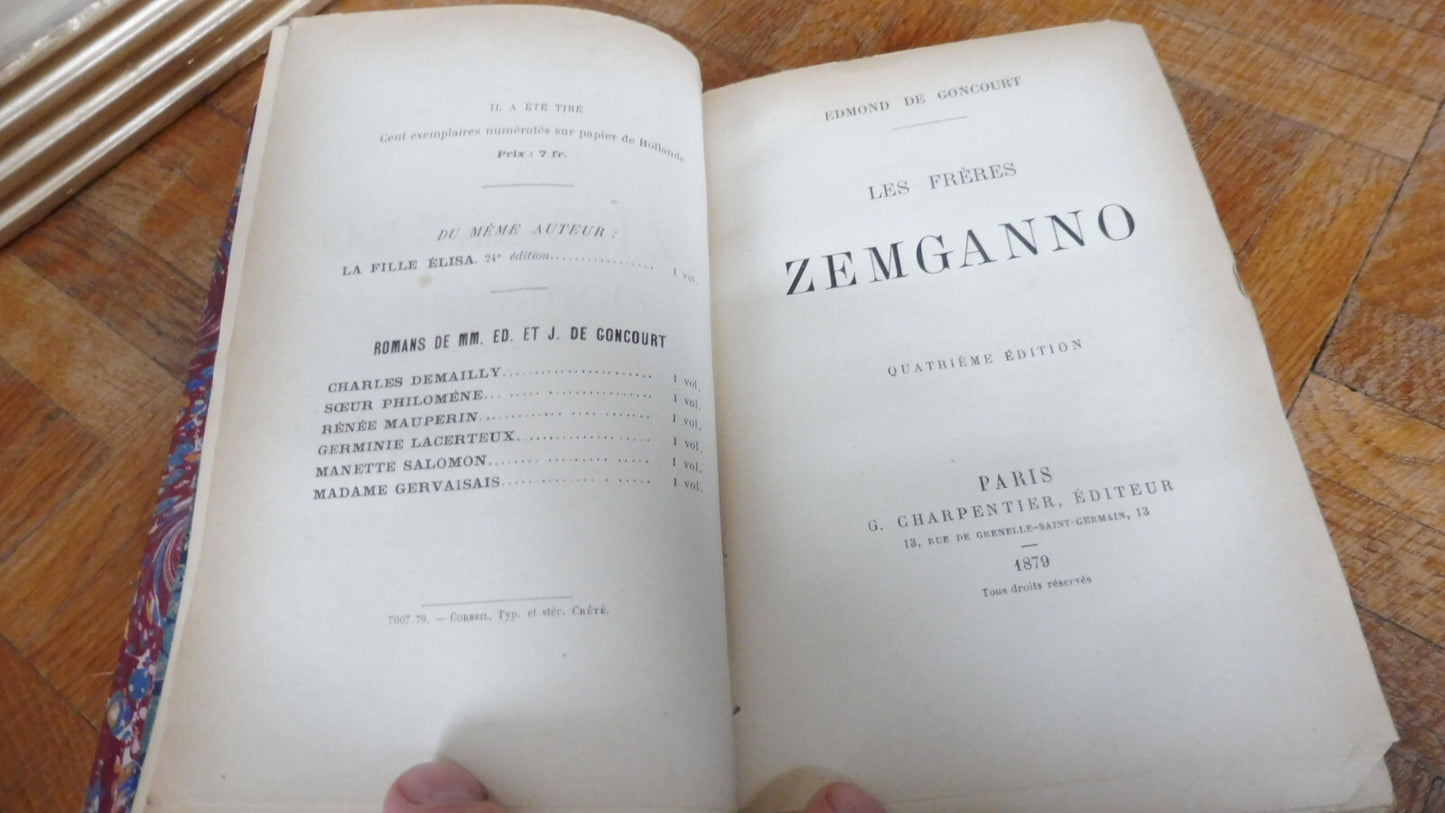 IL A ÉTÉ TIRÉ
Cent exemplaires numérotés sur papier de Hollande
Prix : 7 fr.
DU MÊME AUTEUR :
LA FILLE ÉLISA. 24e édition................ 1 vol.
ROMANS DE MM. ED. ET J. DE GONCOURT
CHARLES DEMAILLY...................... 1 vol.
SŒUR PHILOMÈNE... ..... ............... 1 vol.
RÉNÉE MAUPERIN............ .... ....... 1 vol.
GERMINIE LACERTEUX.................... 1 vol.
MANETTE SALOMON........ ......... ..... 1 vol.
MADAME GERVAISAIS............. . ..... 1 vol.
7007 79. — CORBEIL, Typ. et stér. CRÉTÉ.
EDMOND DE GONCOURT
LES FRÈRES
ZEMGANNO
QUATRIÈME ÉDITION
PARIS
G. CHARPENTIER, ÉDITEUR
13, RUE DE GRENELLE-SAINT-GERMAIN, 13
1879
Tous droits réservés